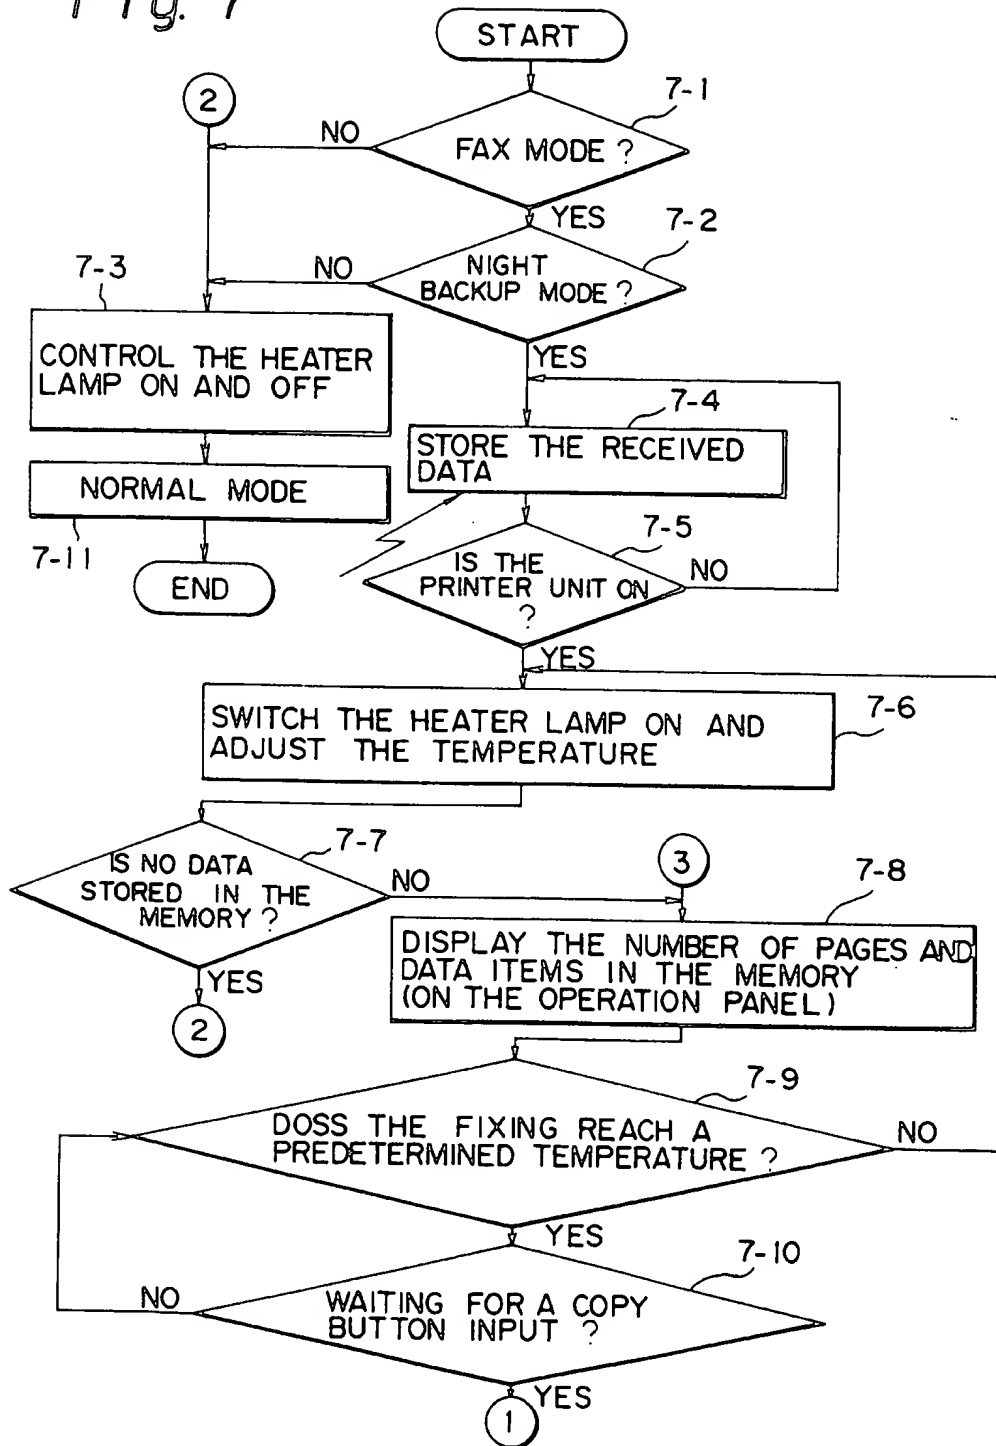 Fig. 7
START
2
7-1
NO
FAX MODE ?
YES
7-2
NO
NIGHT
BACKUP MODE ?
7-3
YES
CONTROL THE HEATER
LAMP ON AND OFF
7-4
STORE THE RECEIVED
DATA
NORMAL MODE
7-11
7-5
IS THE
PRINTER UNIT ON
?
NO
END
YES
7-6
SWITCH THE HEATER LAMP ON AND
ADJUST THE TEMPERATURE
7-7
IS NO DATA
STORED IN THE
MEMORY ?
NO
3
7-8
YES
2
DISPLAY THE NUMBER OF PAGES AND
DATA ITEMS IN THE MEMORY
(ON THE OPERATION PANEL)
7-9
DOSS THE FIXING REACH A
PREDETERMINED TEMPERATURE ?
NO
YES
7-10
NO
WAITING FOR A COPY
BUTTON INPUT ?
YES
1